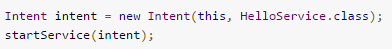 Intent intent = new Intent(this, HelloService.class);
startService(intent);